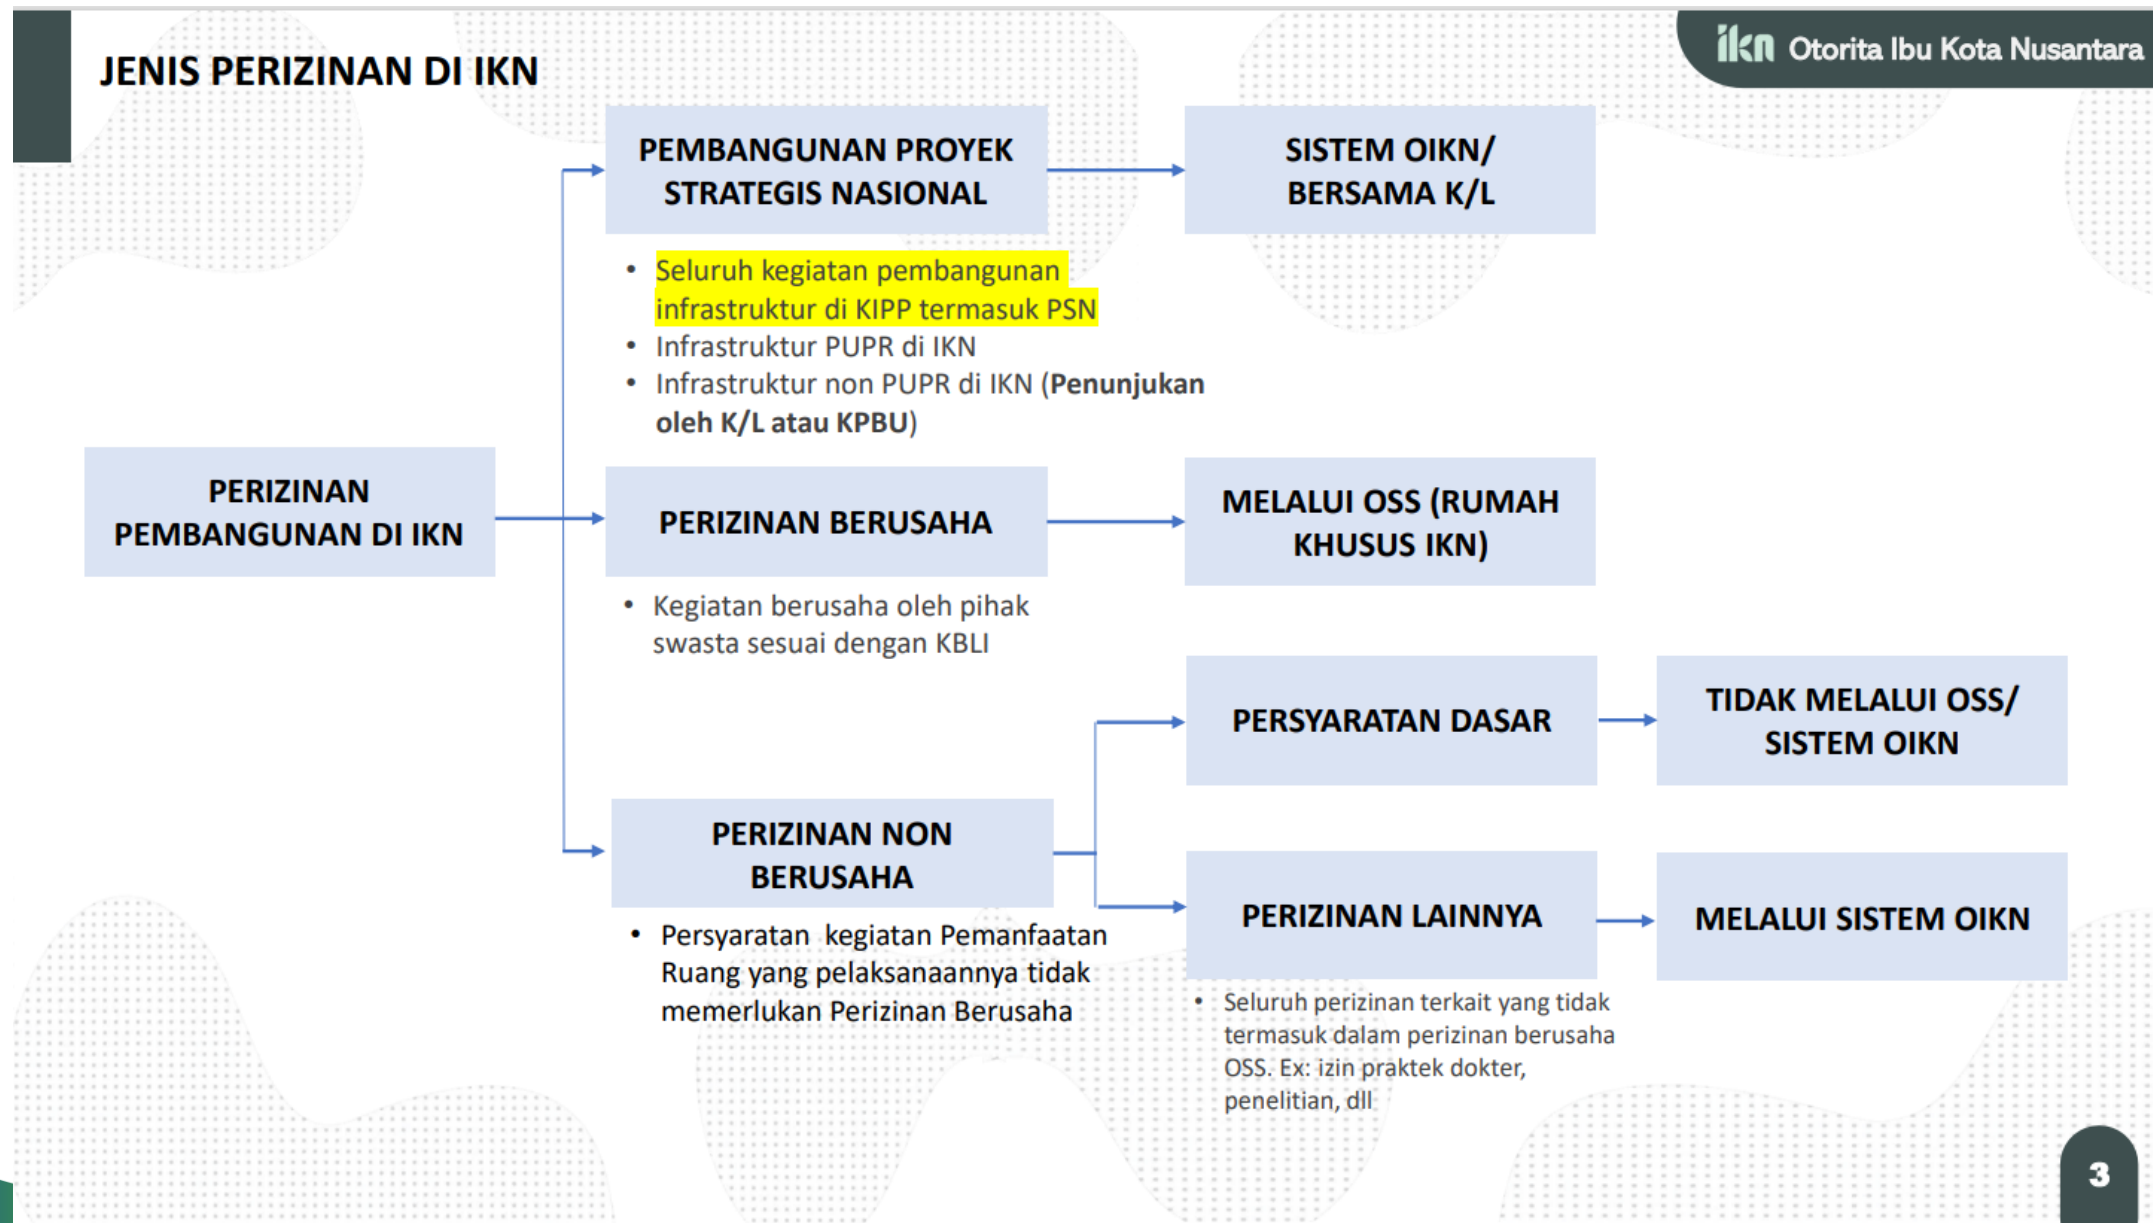 JENIS PERIZINAN DI IKN
ikn Otorita Ibu Kota Nusantara
PEMBANGUNAN PROYEK
STRATEGIS NASIONAL
SISTEM OIKN/
BERSAMA K/L
• Seluruh kegiatan pembangunan
infrastruktur di KIPP termasuk PSN
• Infrastruktur PUPR di IKN
• Infrastruktur non PUPR di IKN (Penunjukan
oleh K/L atau KPBU)
PERIZINAN
PEMBANGUNAN DI IKN
PERIZINAN BERUSAHA
MELALUI OSS (RUMAH
KHUSUS IKN)
• Kegiatan berusaha oleh pihak
swasta sesuai dengan KBLI
PERSYARATAN DASAR
TIDAK MELALUI OSS/
SISTEM OIKN
PERIZINAN NON
BERUSAHA
• Persyaratan kegiatan Pemanfaatan
Ruang yang pelaksanaannya tidak
memerlukan Perizinan Berusaha
PERIZINAN LAINNYA
MELALUI SISTEM OIKN
• Seluruh perizinan terkait yang tidak
termasuk dalam perizinan berusaha
OSS. Ex: izin praktek dokter,
penelitian, dll
3